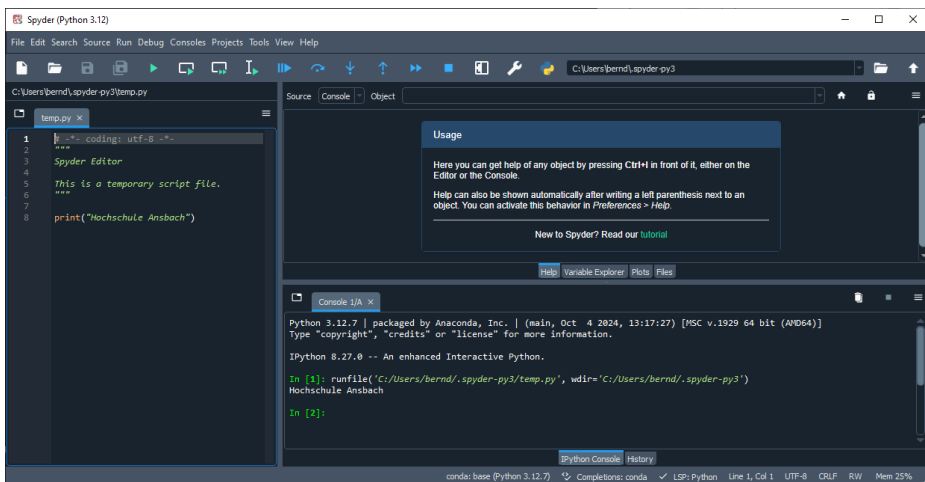 Spyder (Python 3.12)
File Edit Search Source Run Debug Consoles Projects Tools View Help
C:\Users\bernd\.spyder-py3
C:\Users\bernd\.spyder-py3\temp.py
temp.py
1 # -*- coding: utf-8 -*-
2 """
3 Spyder Editor
4
5 This is a temporary script file.
6 """
7
8 print("Hochschule Ansbach")
Source Console Object
Usage
Here you can get help of any object by pressing Ctrl+I in front of it, either on the
Editor or the Console.
Help can also be shown automatically after writing a left parenthesis next to an
object. You can activate this behavior in Preferences > Help.
New to Spyder? Read our tutorial
Help Variable Explorer Plots Files
Console 1/A
Python 3.12.7 | packaged by Anaconda, Inc. | (main, Oct  4 2024, 13:17:27) [MSC v.1929 64 bit (AMD64)]
Type "copyright", "credits" or "license" for more information.
IPython 8.27.0 -- An enhanced Interactive Python.
In [1]: runfile('C:/Users/bernd/.spyder-py3/temp.py', wdir='C:/Users/bernd/.spyder-py3')
Hochschule Ansbach
In [2]:
IPython Console History
conda: base (Python 3.12.7) Completions: conda LSP: Python Line 1, Col 1 UTF-8 CRLF RW Mem 25%